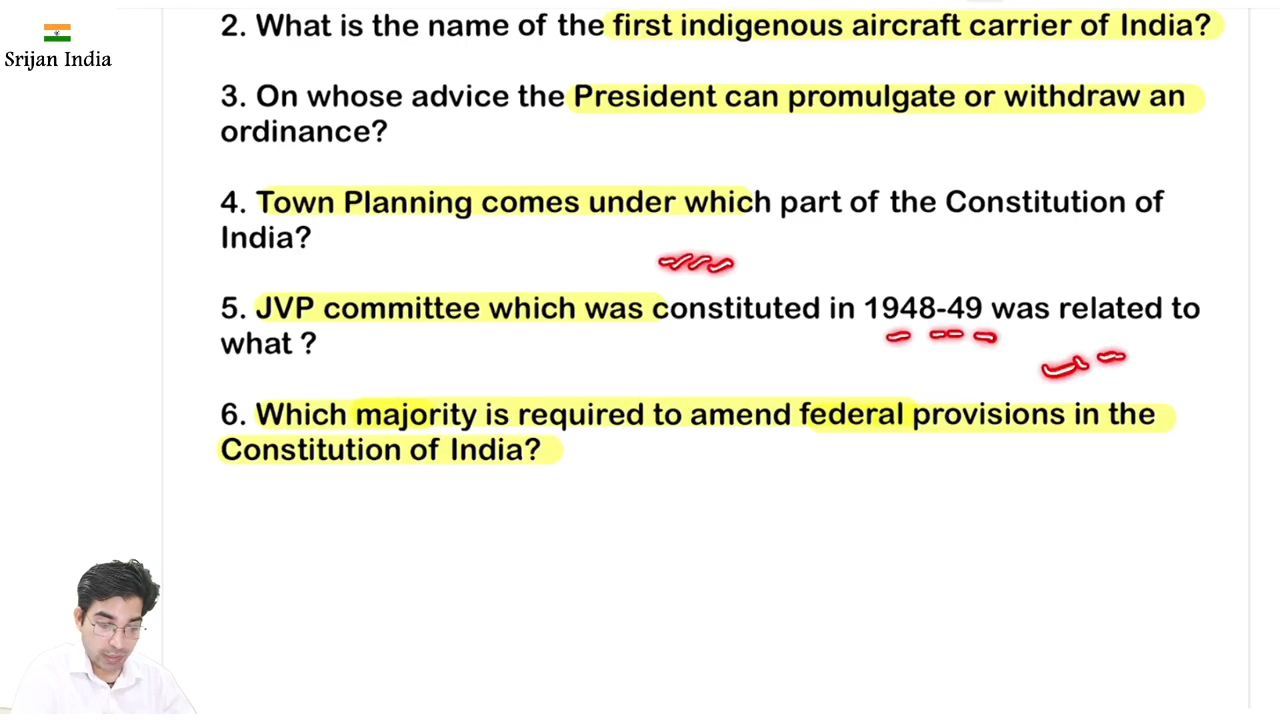 2. What is the name of the first indigenous aircraft carrier of India?
Srijan India
3. On whose advice the President can promulgate or withdraw an
ordinance?
4. Town Planning comes under which part of the Constitution of
India?
5. JVP committee which was constituted in 1948-49 was related to
what ?
6. Which majority is required to amend federal provisions in the
Constitution of India?